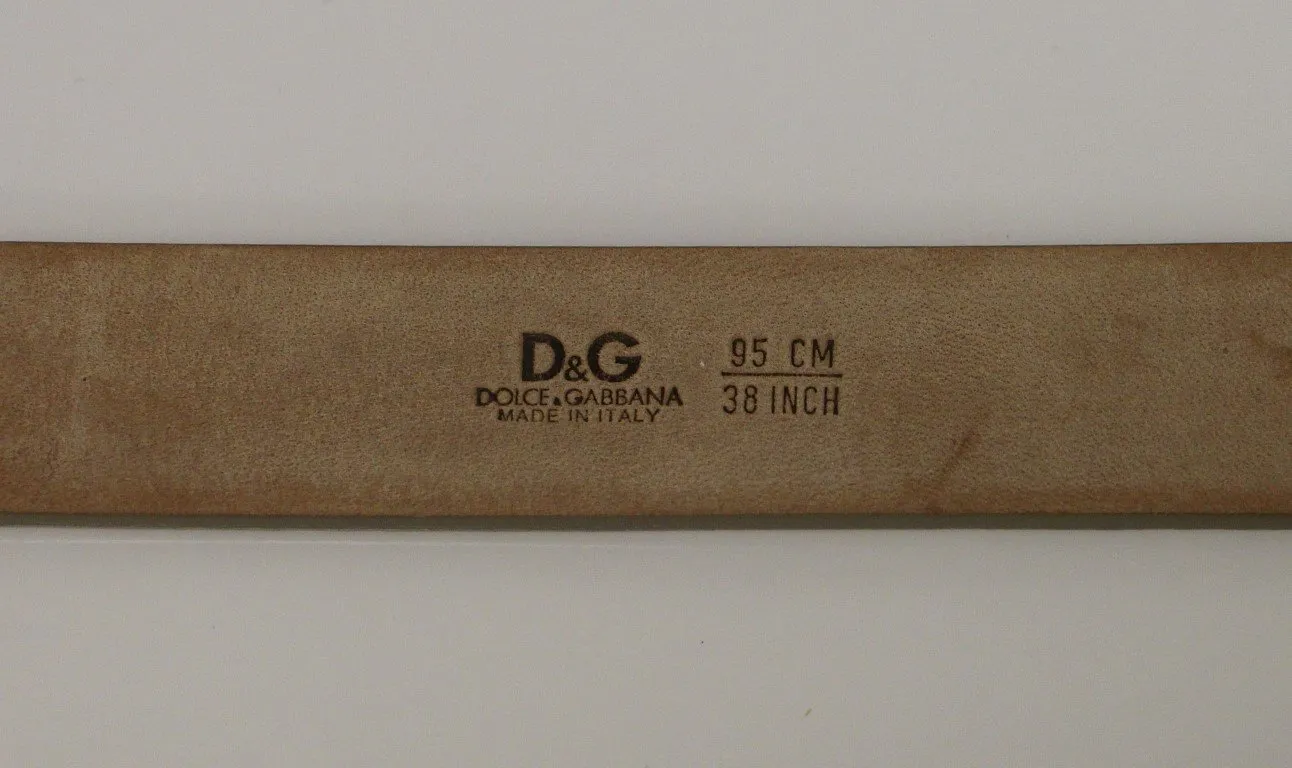 D&G
DOLCE & GABBANA
MADE IN ITALY
95 CM
38 INCH